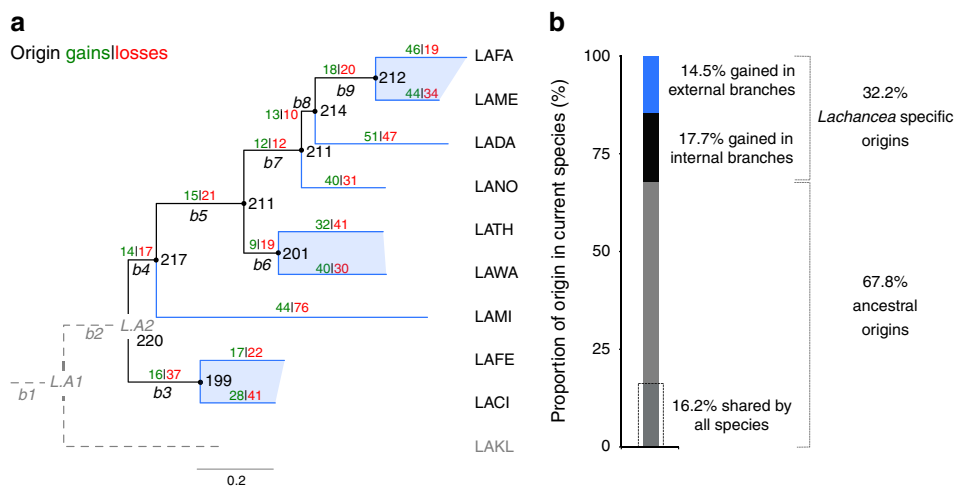 a
Origin gains|losses
46|19
LAFA
18|20
b9
212
44|34
LAME
b8
214
13|10
51|47
LADA
12|12
b7
211
40|31
LANO
15|21
b5
211
32|41
LATH
9|19
b6
201
40|30
LAWA
14|17
b4
217
44|76
LAMI
b2
L.A2
220
17|22
LAFE
16|37
b3
199
28|41
LACI
b1
L.A1
LAKL
0.2
b
Proportion of origin in current species (%)
100
75
50
25
0
14.5% gained in
external branches
17.7% gained in
internal branches
32.2%
Lachancea specific
origins
67.8%
ancestral
origins
16.2% shared by
all species